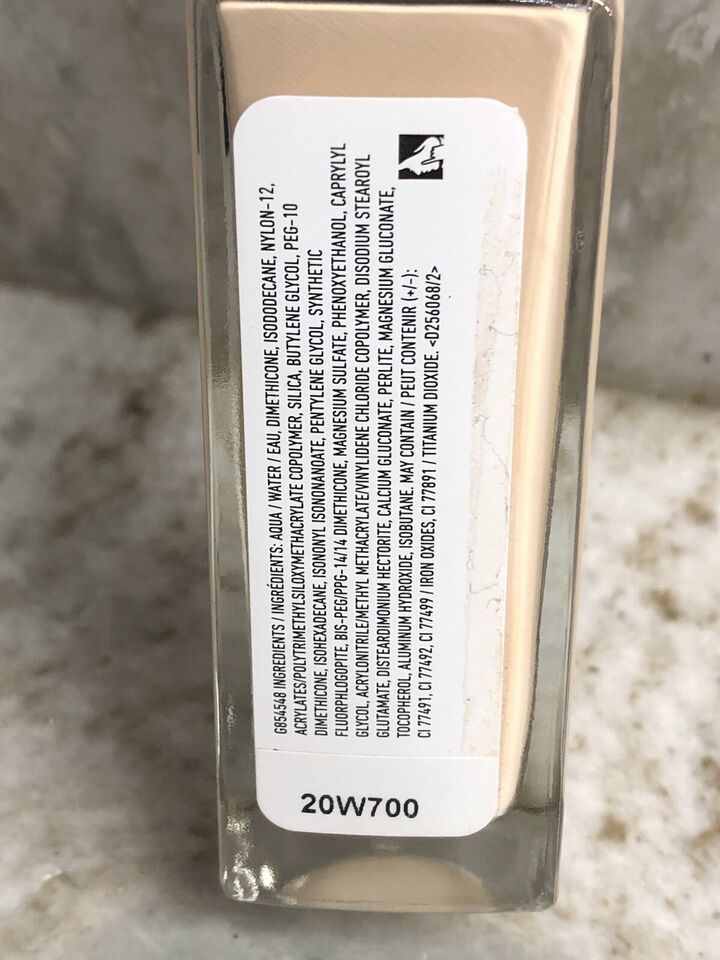 G854548 INGREDIENTS / INGRÉDIENTS: AQUA / WATER / EAU, DIMETHICONE, ISODODECANE, NYLON-12,
ACRYLATES/POLYTRIMETHYLSILOXYMETHACRYLATE COPOLYMER, SILICA, BUTYLENE GLYCOL, PEG-10
DIMETHICONE, ISOHEXADECANE, ISONONYL ISONONANOATE, PENTYLENE GLYCOL, SYNTHETIC
FLUORPHLOGOPITE, BIS-PEG/PPG-14/14 DIMETHICONE, MAGNESIUM SULFATE, PHENOXYETHANOL, CAPRYLYL
GLYCOL, ACRYLONITRILE/METHYL METHACRYLATE/VINYLIDENE CHLORIDE COPOLYMER, DISODIUM STEAROYL
GLUTAMATE, DISTEARDIMONIUM HECTORITE, CALCIUM GLUCONATE, PERLITE, MAGNESIUM GLUCONATE,
TOCOPHEROL, ALUMINUM HYDROXIDE, ISOBUTANE. MAY CONTAIN / PEUT CONTENIR (+/-):
CI 77491, CI 77492, CI 77499 / IRON OXIDES, CI 77891 / TITANIUM DIOXIDE. <D256068/2>
20W700